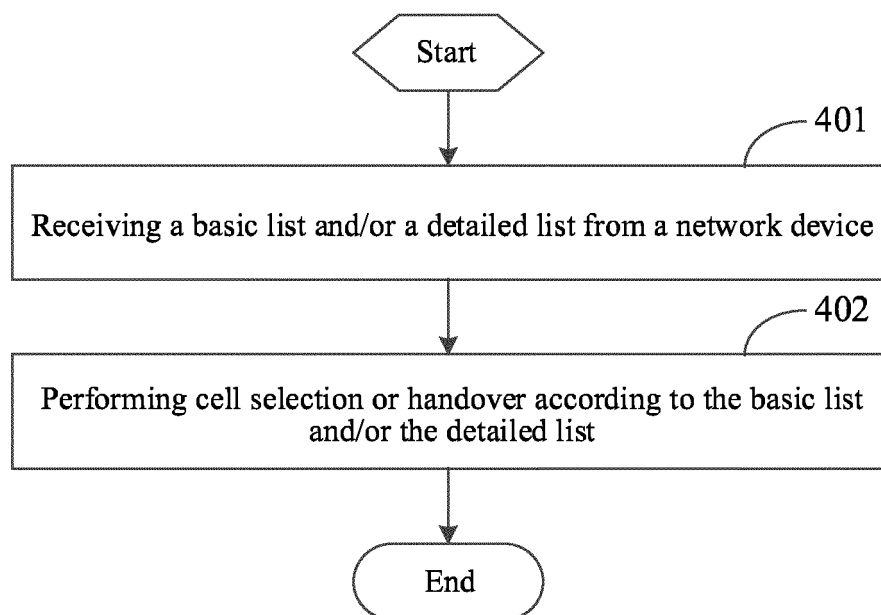 Start
401
Receiving a basic list and/or a detailed list from a network device
402
Performing cell selection or handover according to the basic list
and/or the detailed list
End